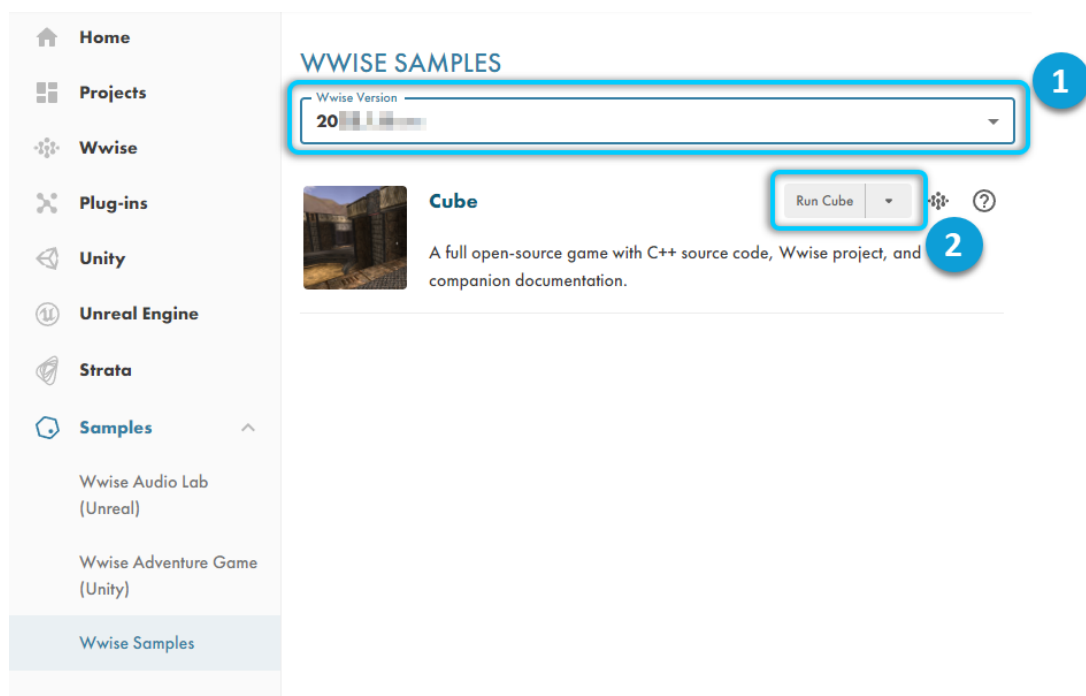 Home
Projects
Wwise
Plug-ins
Unity
Unreal Engine
Strata
Samples
Wwise Audio Lab
(Unreal)
Wwise Adventure Game
(Unity)
Wwise Samples
WWISE SAMPLES
1
Wwise Version
20
Cube
Run Cube
2
A full open-source game with C++ source code, Wwise project, and
companion documentation.